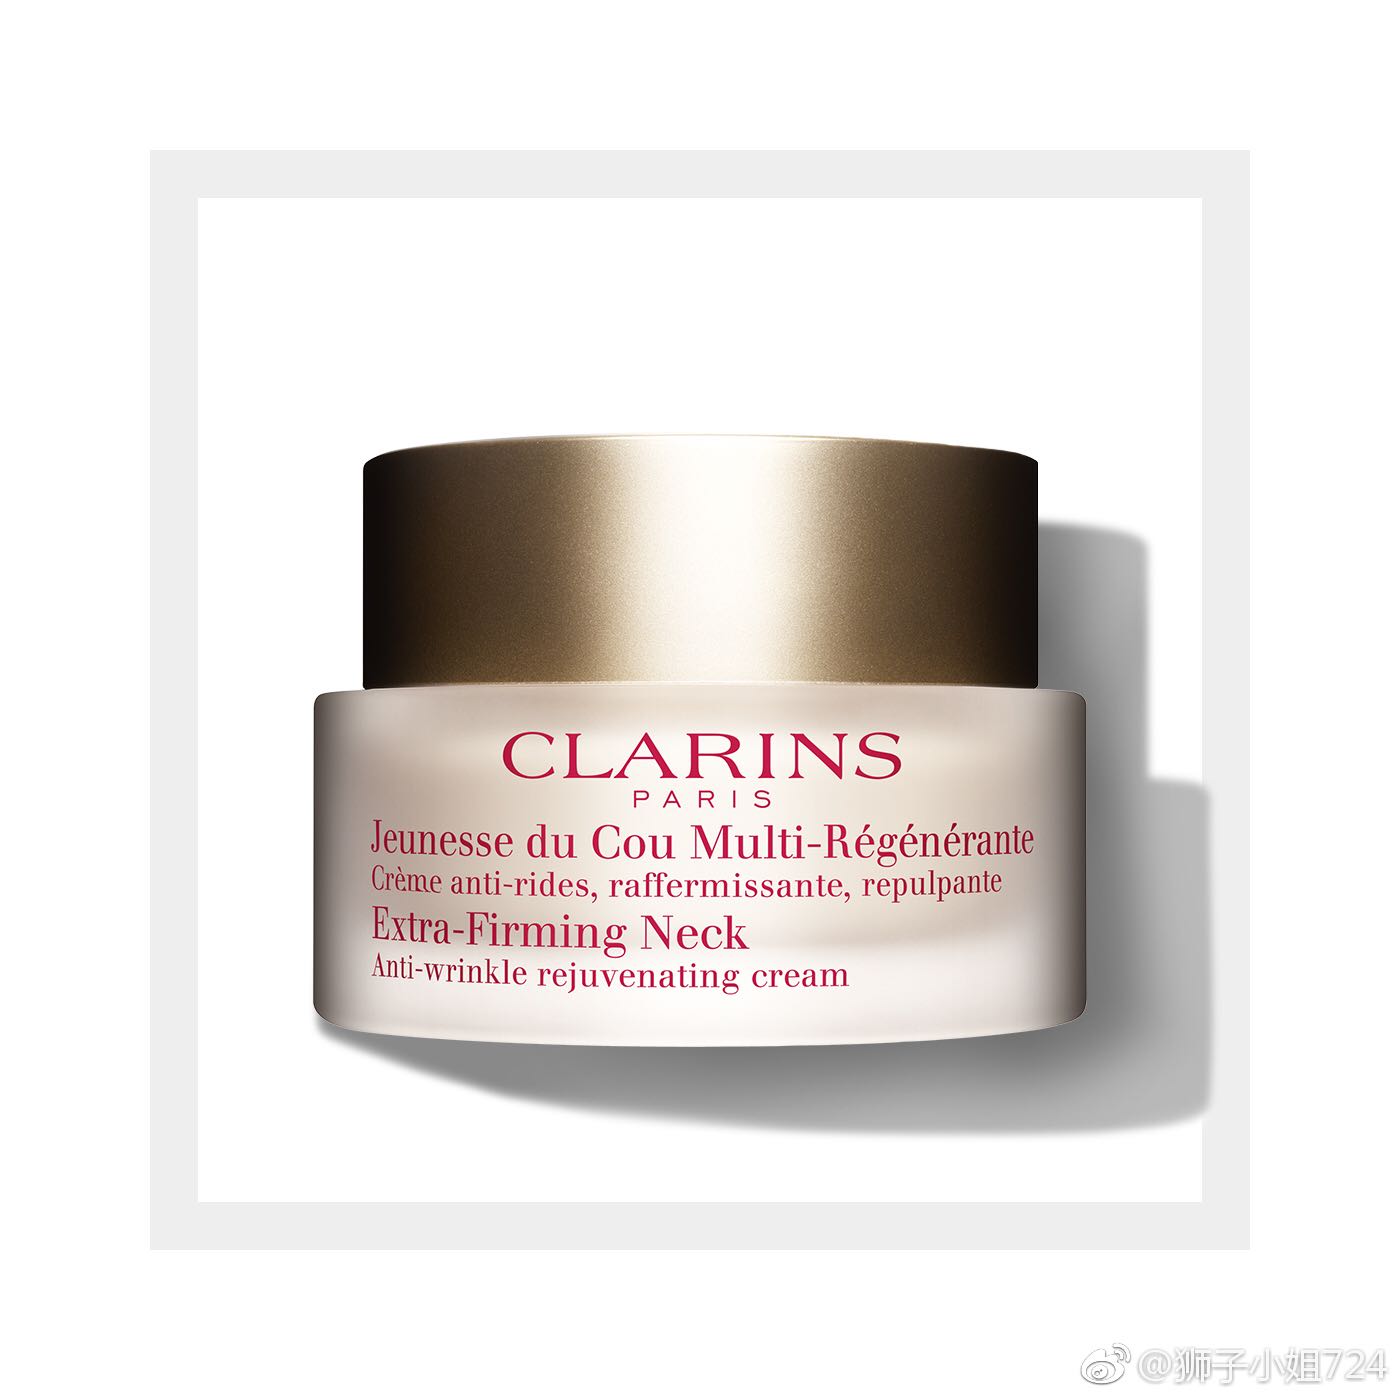 CLARINS
PARIS
Jeunesse du Cou Multi-Régénérante
Crème anti-rides, raffermissante, repulpante
Extra-Firming Neck
Anti-wrinkle rejuvenating cream
@狮子小姐724